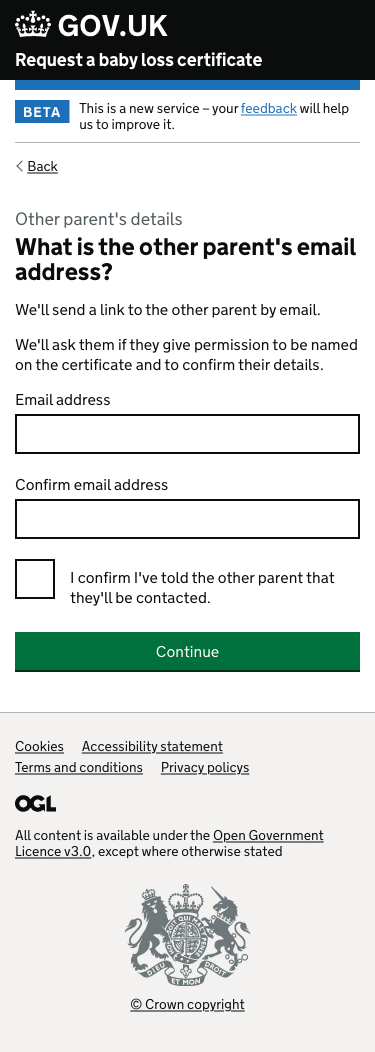 GOV.UK
Request a baby loss certificate
BETA
This is a new service – your feedback will help
us to improve it.
Back
Other parent's details
What is the other parent's email
address?
We'll send a link to the other parent by email.
We'll ask them if they give permission to be named
on the certificate and to confirm their details.
Email address
Confirm email address
I confirm I've told the other parent that
they'll be contacted.
Continue
Cookies Accessibility statement
Terms and conditions Privacy policys
OGL
All content is available under the Open Government
Licence v3.0, except where otherwise stated
DIEU ET MON DROIT
© Crown copyright